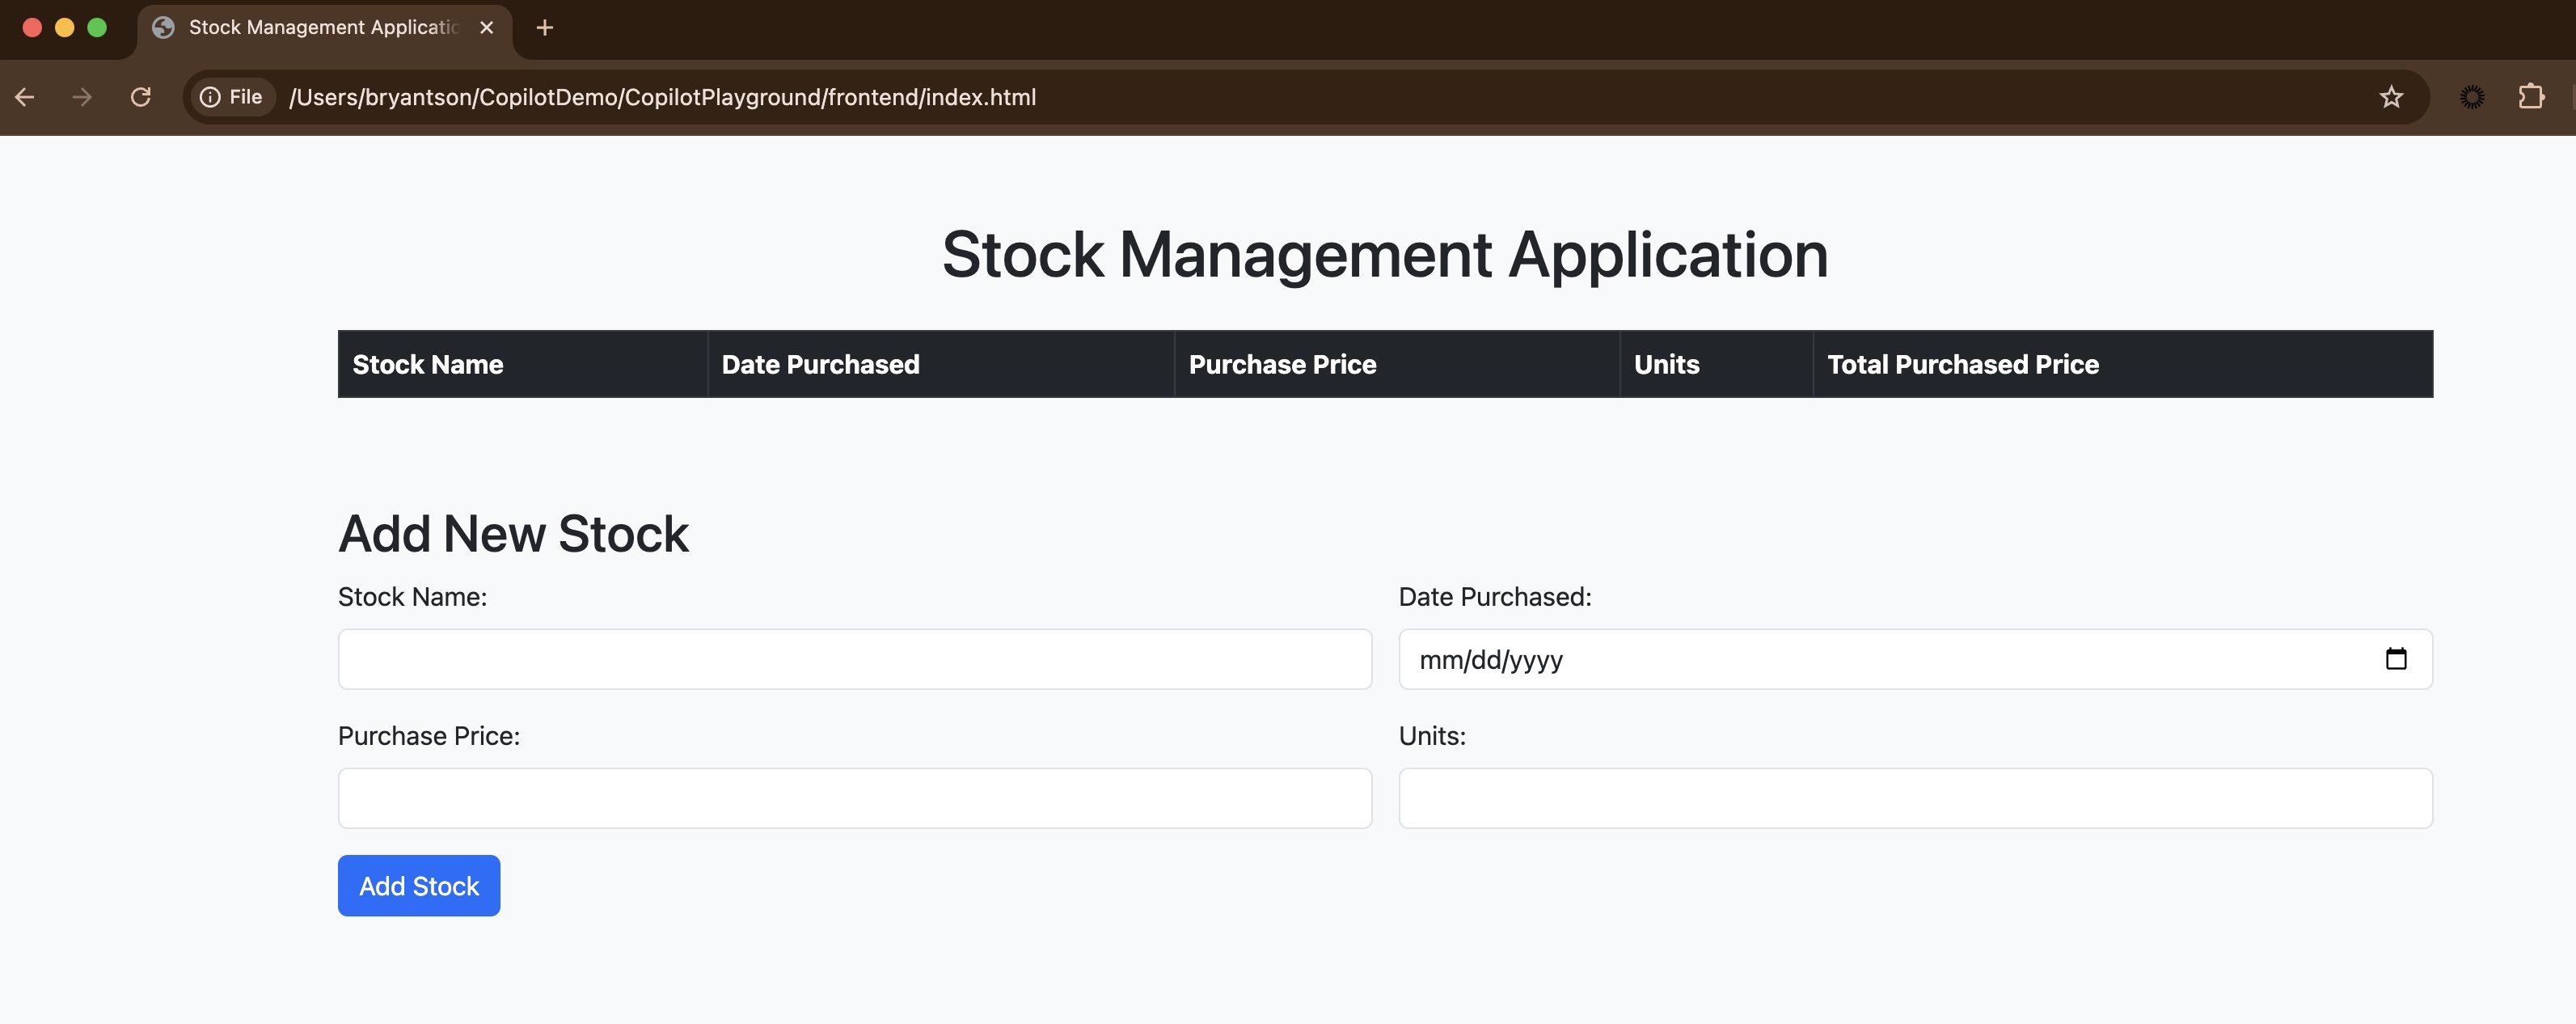 Stock Management Applicatio
File /Users/bryantson/CopilotDemo/CopilotPlayground/frontend/index.html
Stock Management Application
Stock Name Date Purchased Purchase Price Units Total Purchased Price
Add New Stock
Stock Name: Date Purchased:
mm/dd/yyyy
Purchase Price: Units:
Add Stock